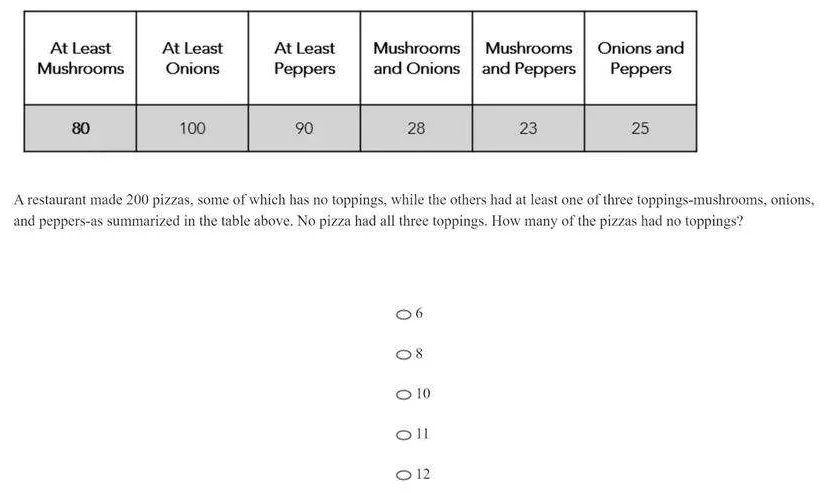 At Least Mushrooms
At Least Onions
At Least Peppers
Mushrooms and Onions
Mushrooms and Peppers
Onions and Peppers
80
100
90
28
23
25
A restaurant made 200 pizzas, some of which has no toppings, while the others had at least one of three toppings-mushrooms, onions,
and peppers-as summarized in the table above. No pizza had all three toppings. How many of the pizzas had no toppings?
6
8
10
11
12